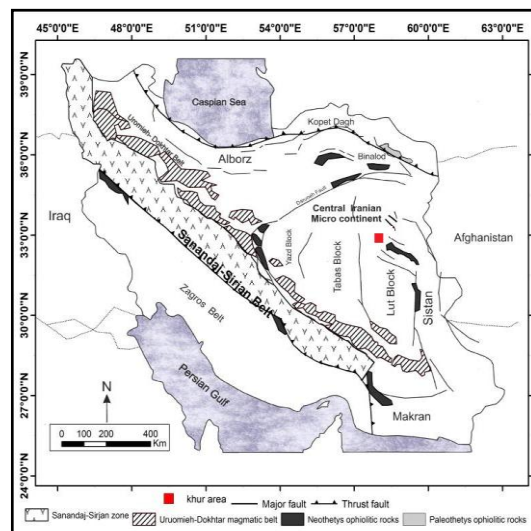 45°0'0"E 48°0'0"E 51°0'0"E 54°0'0"E 57°0'0"E 60°0'0"E 63°0'0"E
39°0'0"N
36°0'0"N
33°0'0"N
30°0'0"N
27°0'0"N
24°0'0"N
Caspian Sea
Kopet Dagh
Uromieh-Dokhtar Belt
Alborz
Binalod
Iraq
Central Iranian
Micro continent
Afghanistan
Yazd Block
Tabas Block
Lut Block
Sistan
Sanandaj-Sirjan Belt
Zagros Belt
Persian Gulf
Makran
N
0 50 100 200 300 400
Km
khur area
Major fault
Thrust fault
Sanandaj-Sirjan zone
Uruomieh-Dokhtar magmatic belt
Neothetys ophiolitic rocks
Paleothetys ophiolitic rocks